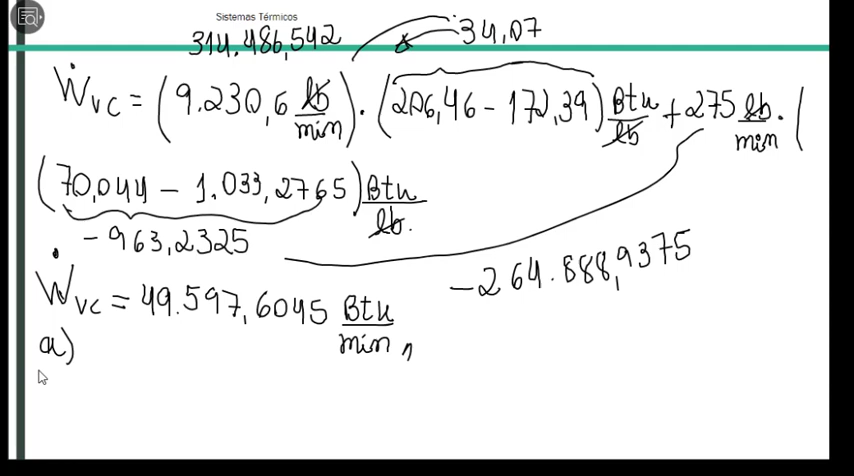 Sistemas Térmicos
314.486,542
34,07
Ẇvc = (9.230,6 lb/min) · (206,46 - 172,39) Btu/lb + 275 lb/min · (
(70,044 - 1.033,2765) Btu/lb.
-963,2325
-264.888,9375
Ẇvc = 49.597,6045 Btu/min,,
a)